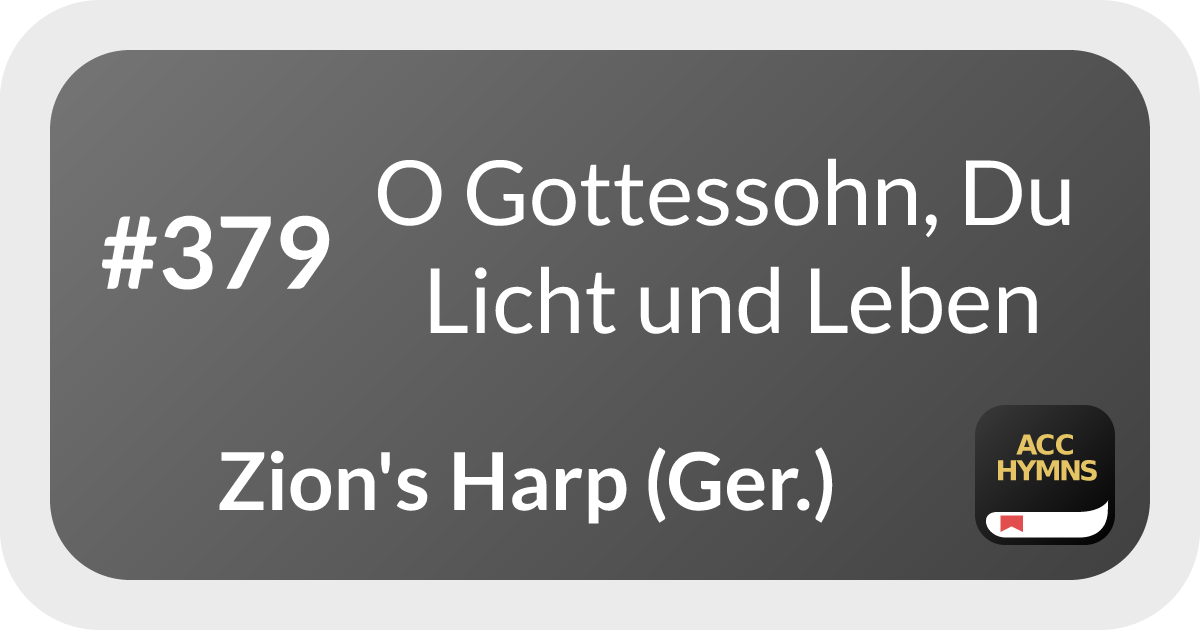 #379
O Gottessohn, Du
Licht und Leben
Zion's Harp (Ger.)
ACC
HYMNS